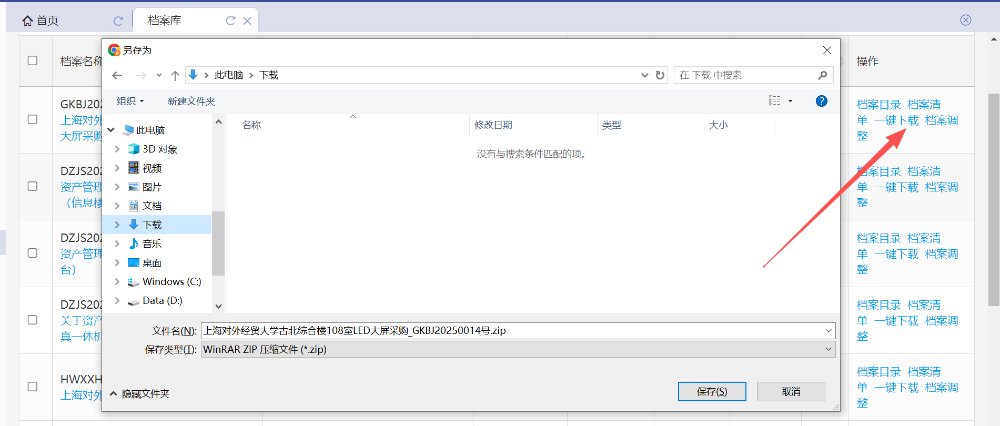 首页
档案库
档案名称
操作
GKBJ202
上海对外
大屏采购
档案目录 档案清
单 一键下载 档案调
整
DZJS202
资产管理
（信息楼
档案目录 档案清
单 一键下载 档案调
整
DZJS202
资产管理
台）
档案目录 档案清
单 一键下载 档案调
整
DZJS202
关于资产
真一体机
档案目录 档案清
单 一键下载 档案调
整
HWXXH
上海对外
档案目录 档案清
单 一键下载 档案调
整
另存为
此电脑 下载
在 下载 中搜索
组织 新建文件夹
此电脑
3D 对象
视频
图片
文档
下载
音乐
桌面
Windows (C:)
Data (D:)
名称 修改日期 类型 大小
没有与搜索条件匹配的项。
文件名(N): 上海对外经贸大学古北综合楼108室LED大屏采购_GKBJ20250014号.zip
保存类型(T): WinRAR ZIP 压缩文件 (*.zip)
隐藏文件夹
保存(S) 取消